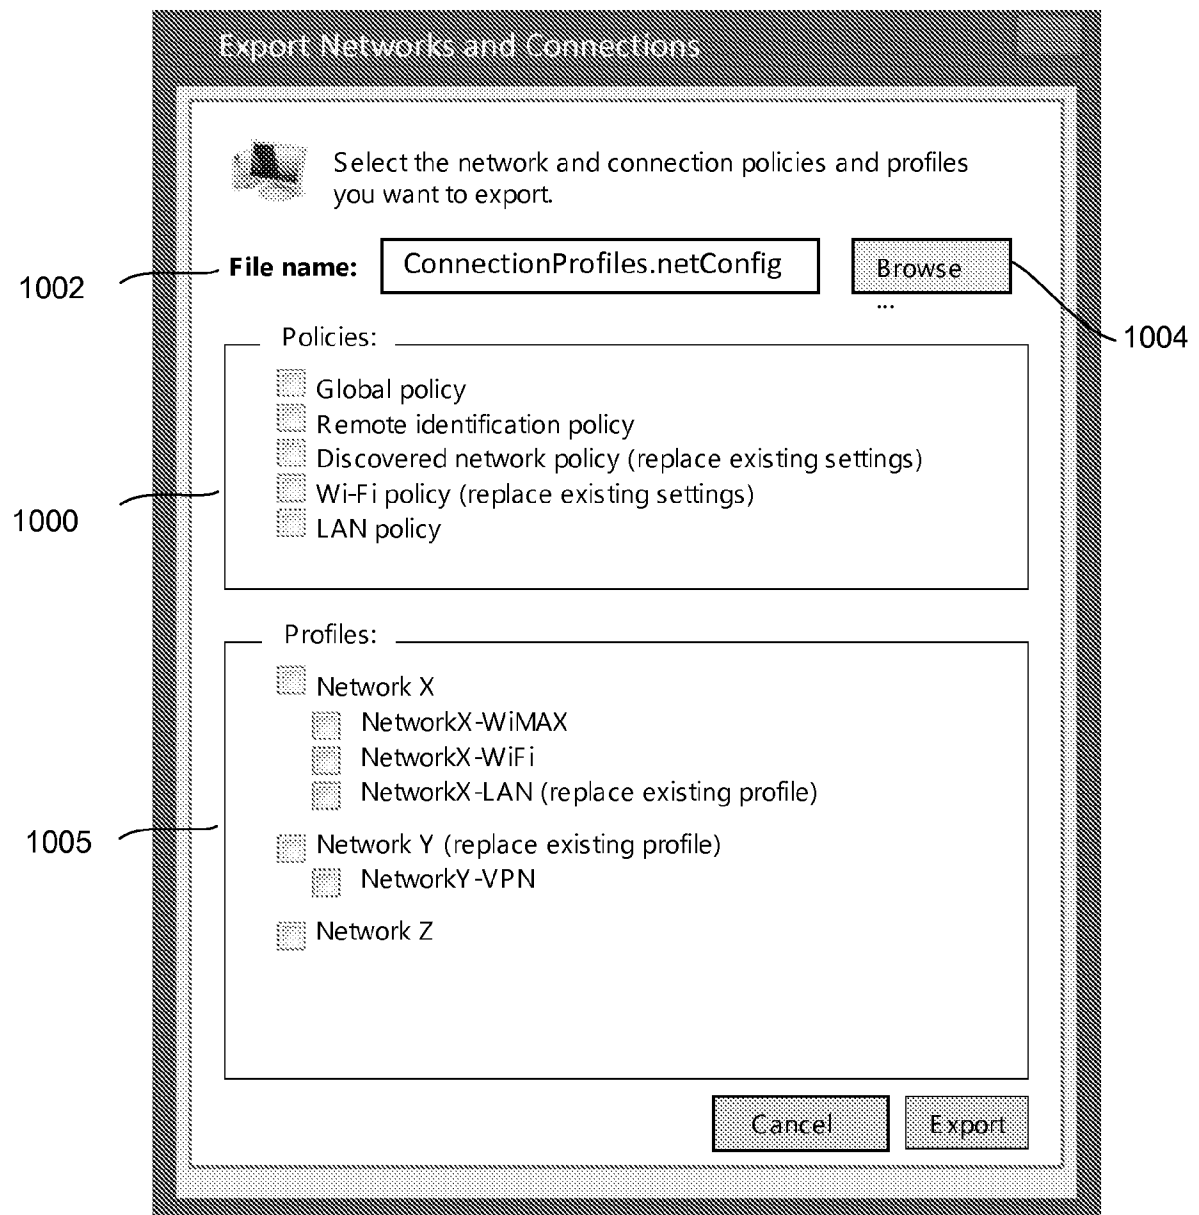 Export Networks and Connections
Select the network and connection policies and profiles
you want to export.
1002
File name:
ConnectionProfiles.netConfig
Browse
...
1004
Policies:
Global policy
Remote identification policy
Discovered network policy (replace existing settings)
Wi-Fi policy (replace existing settings)
1000
LAN policy
Profiles:
Network X
NetworkX-WiMAX
NetworkX-WiFi
NetworkX-LAN (replace existing profile)
1005
Network Y (replace existing profile)
NetworkY-VPN
Network Z
Cancel
Export